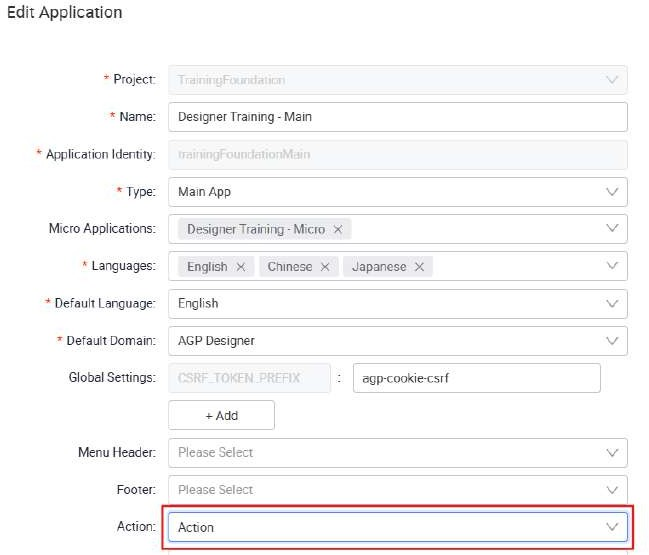 Edit Application
* Project: TrainingFoundation
* Name: Designer Training - Main
* Application Identity: trainingFoundationMain
* Type: Main App
Micro Applications: Designer Training - Micro ×
* Languages: English × Chinese × Japanese ×
* Default Language: English
* Default Domain: AGP Designer
Global Settings: CSRF_TOKEN_PREFIX : agp-cookie-csrf
+ Add
Menu Header: Please Select
Footer: Please Select
Action: Action